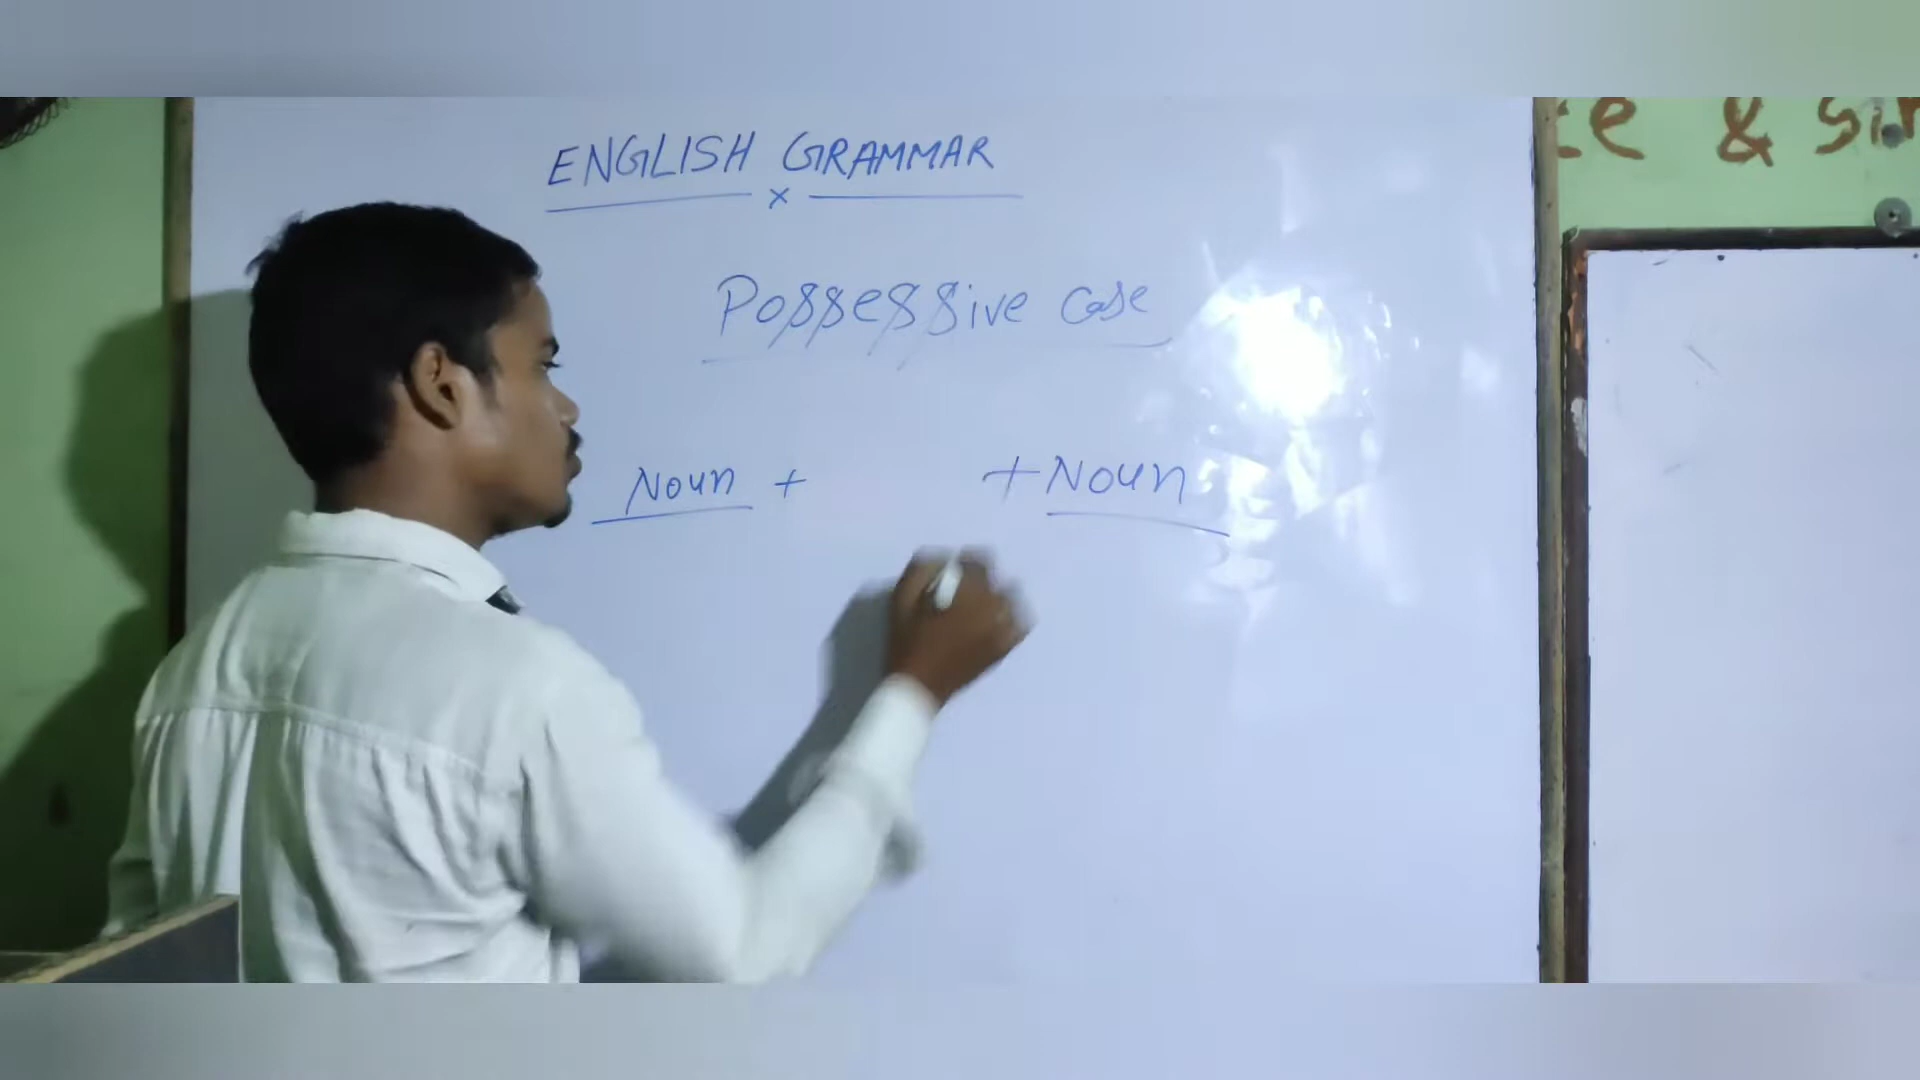 ENGLISH GRAMMAR
x
Possessive case
Noun + + Noun
&